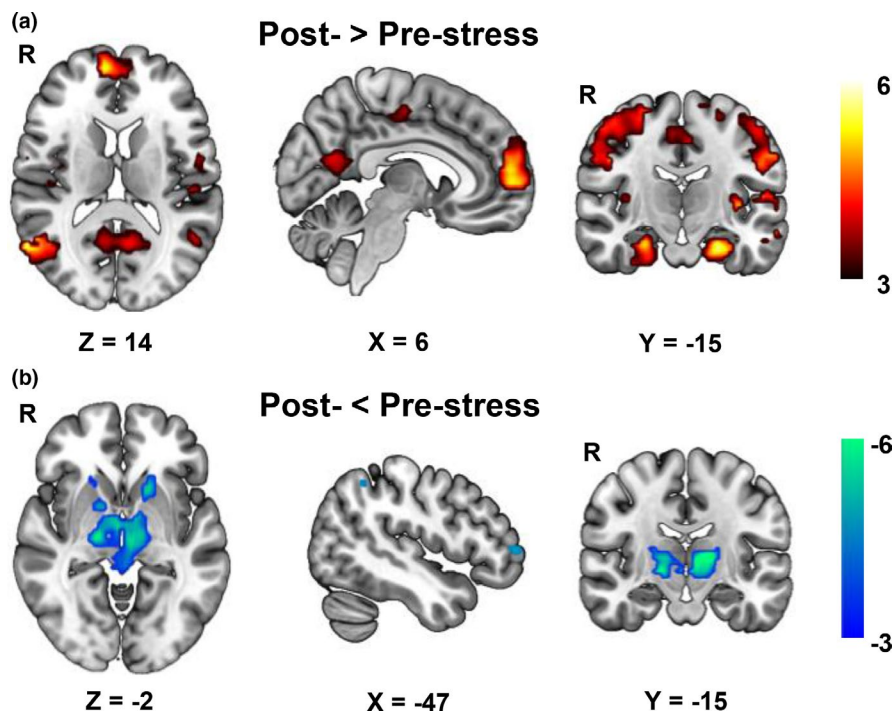 (a)
Post- > Pre-stress
R
R
6
3
Z = 14
X = 6
Y = -15
(b)
Post- < Pre-stress
R
R
-6
-3
Z = -2
X = -47
Y = -15